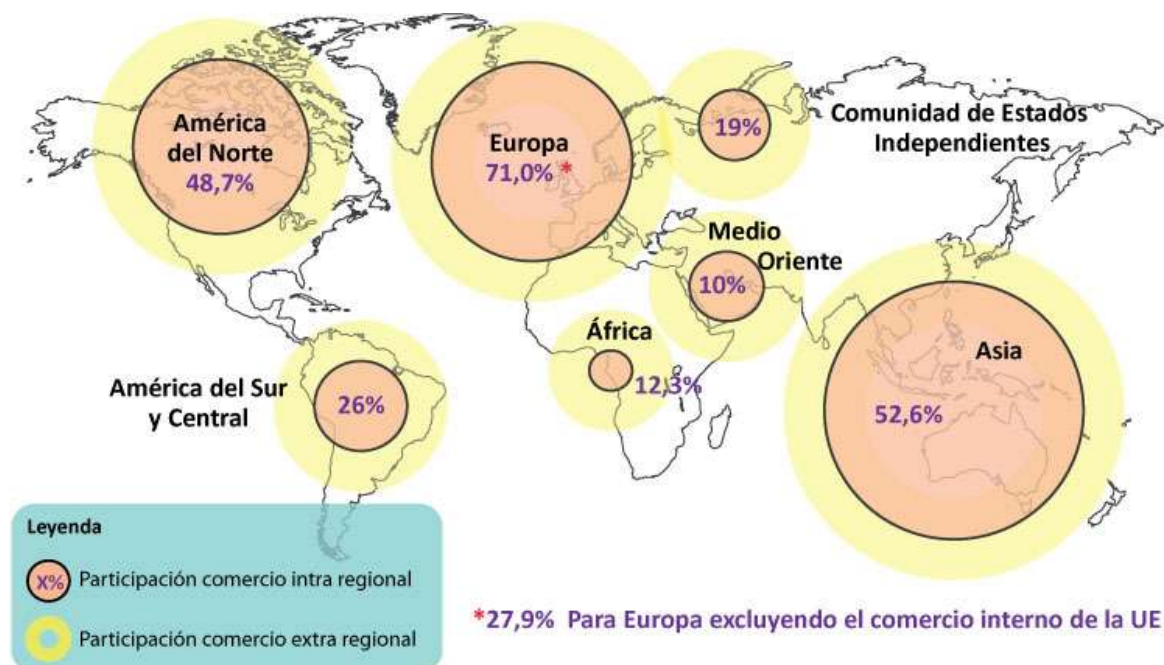 América
del Norte
48,7%
Europa
71,0% *
19%
Comunidad de Estados
Independientes
Medio
Oriente
10%
África
12,3%
Asia
52,6%
América del Sur
y Central
26%
Leyenda
X% Participación comercio intra regional
Participación comercio extra regional
*27,9% Para Europa excluyendo el comercio interno de la UE